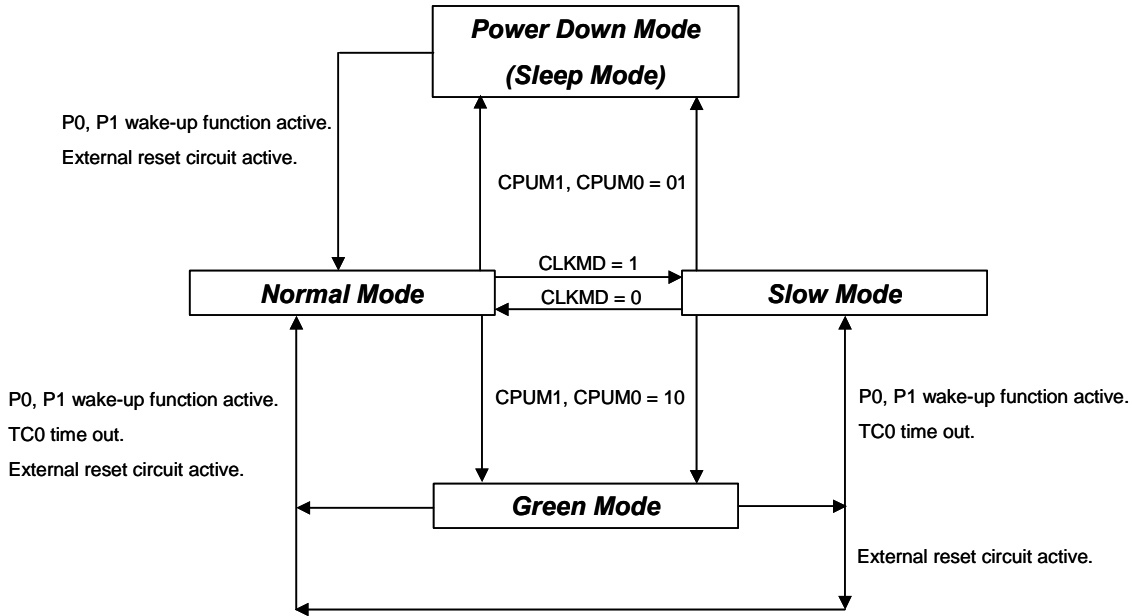 Power Down Mode
(Sleep Mode)
P0, P1 wake-up function active.
External reset circuit active.
CPUM1, CPUM0 = 01
CLKMD = 1
Normal Mode
Slow Mode
CLKMD = 0
P0, P1 wake-up function active.
TC0 time out.
External reset circuit active.
CPUM1, CPUM0 = 10
P0, P1 wake-up function active.
TC0 time out.
Green Mode
External reset circuit active.